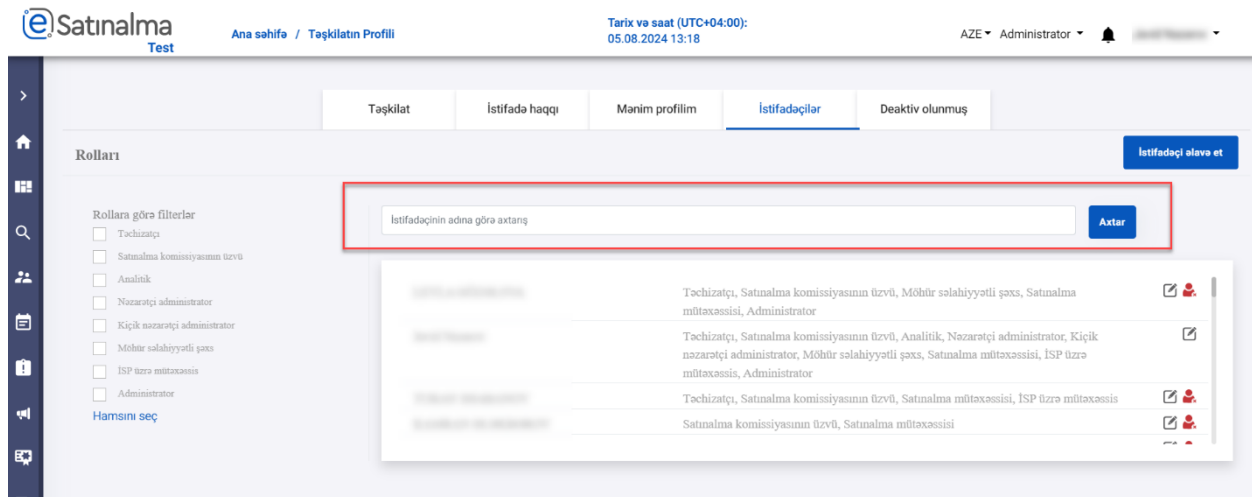 eSatınalma
Test
Ana səhifə / Təşkilatın Profili
Tarix və saat (UTC+04:00):
05.08.2024 13:18
AZE Administrator
Təşkilat
İstifadə haqqı
Mənim profilim
İstifadəçilər
Deaktiv olunmuş
Rolları
İstifadəçi əlavə et
Rollara görə filterlər
Təchizatçı
Satınalma komissiyasının üzvü
Analitik
Nəzarətçi administrator
Kiçik nəzarətçi administrator
Möhür səlahiyyətli şəxs
İSP üzrə mütəxəssis
Administrator
Hamsını seç
İstifadəçinin adına görə axtarış
Axtar
Təchizatçı, Satınalma komissiyasının üzvü, Möhür səlahiyyətli şəxs, Satınalma
mütəxəssisi, Administrator
Təchizatçı, Satınalma komissiyasının üzvü, Analitik, Nəzarətçi administrator, Kiçik
nəzarətçi administrator, Möhür səlahiyyətli şəxs, Satınalma mütəxəssisi, İSP üzrə
mütəxəssis, Administrator
Təchizatçı, Satınalma komissiyasının üzvü, Satınalma mütəxəssisi, İSP üzrə mütəxəssis
Satınalma komissiyasının üzvü, Satınalma mütəxəssisi